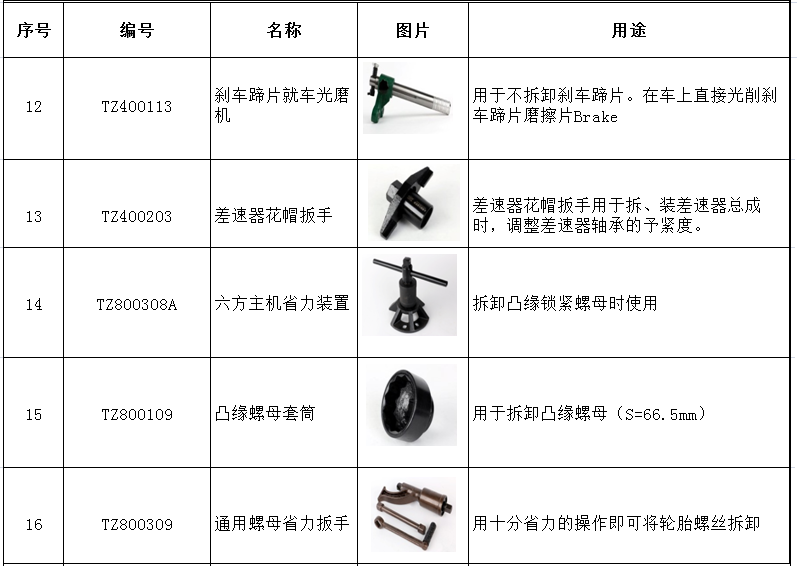 序号 编号 名称 图片 用途
12 TZ400113 刹车蹄片就车光磨机 用于不拆卸刹车蹄片。在车上直接光削刹车蹄片磨擦片Brake
13 TZ400203 差速器花帽扳手 差速器花帽扳手用于拆、装差速器总成时，调整差速器轴承的予紧度。
14 TZ800308A 六方主机省力装置 拆卸凸缘锁紧螺母时使用
15 TZ800109 凸缘螺母套筒 用于拆卸凸缘螺母（S=66.5mm）
16 TZ800309 通用螺母省力扳手 用十分省力的操作即可将轮胎螺丝拆卸